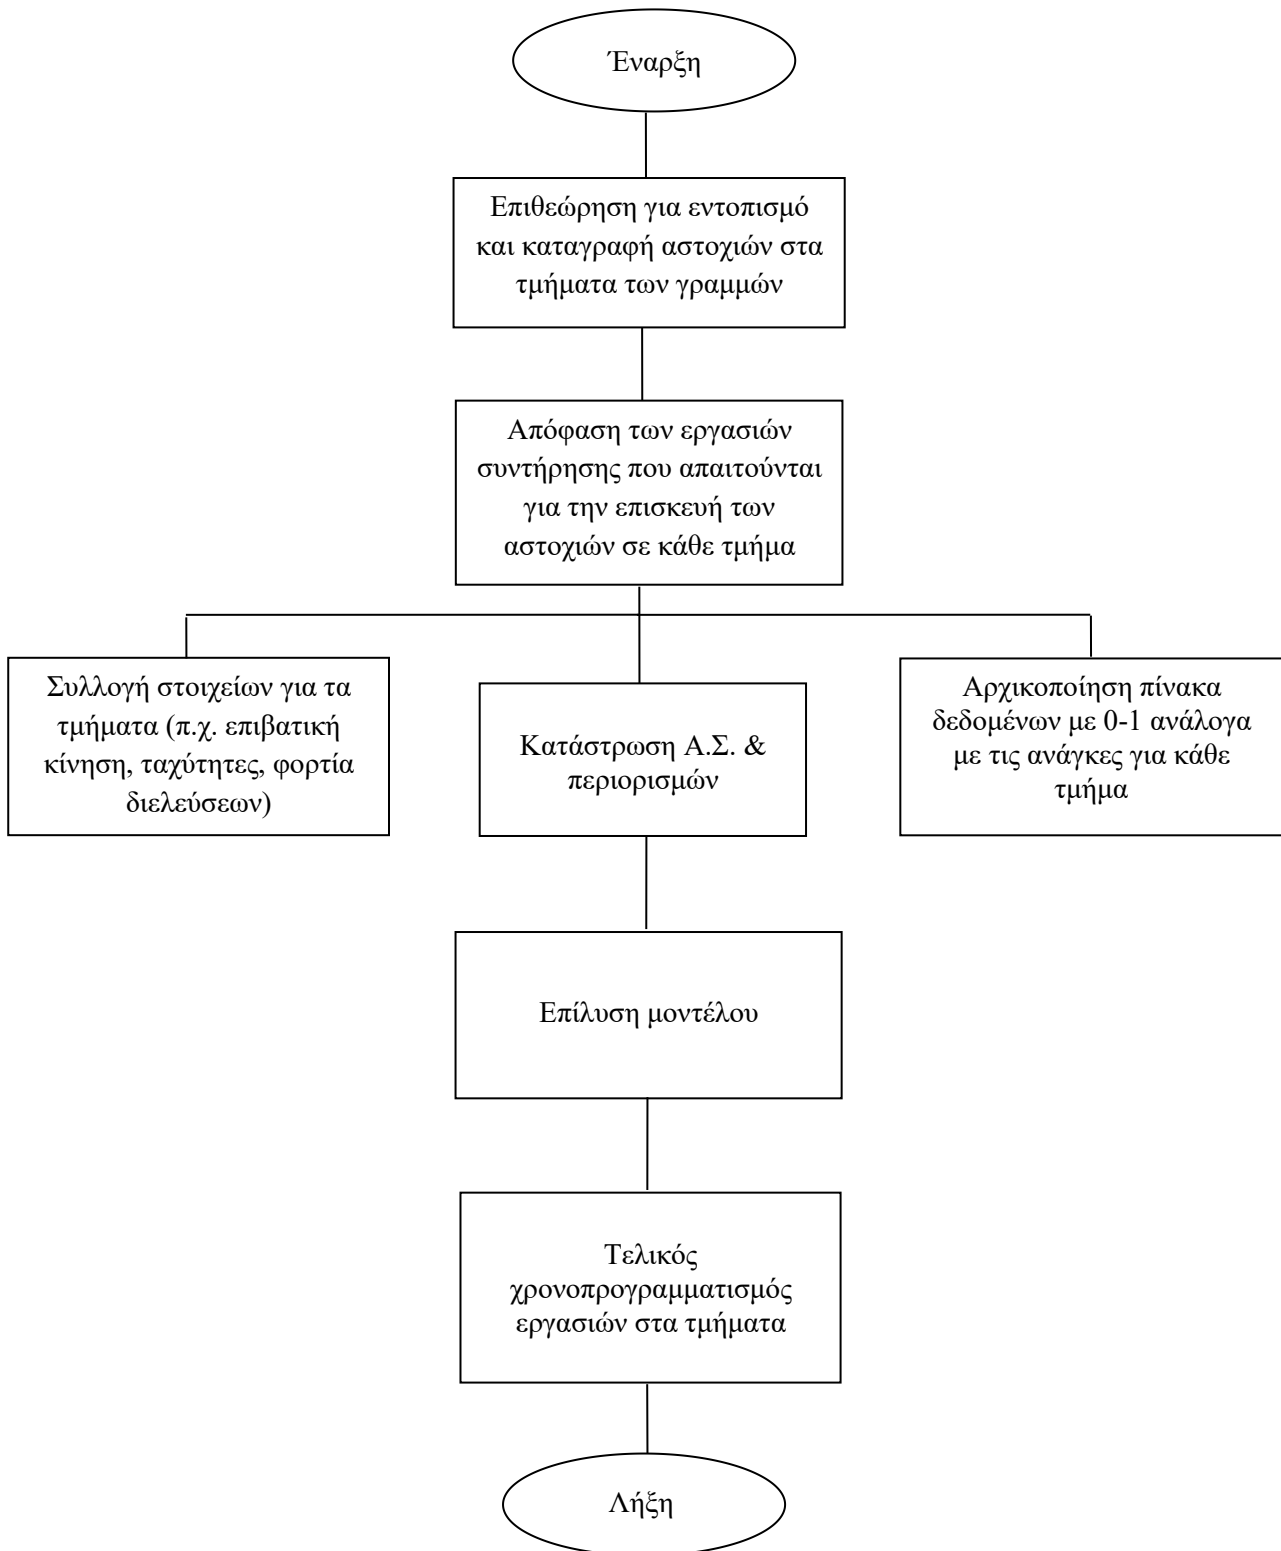 Έναρξη
Επιθεώρηση για εντοπισμό
και καταγραφή αστοχιών στα
τμήματα των γραμμών
Απόφαση των εργασιών
συντήρησης που απαιτούνται
για την επισκευή των
αστοχιών σε κάθε τμήμα
Συλλογή στοιχείων για τα
τμήματα (π.χ. επιβατική
κίνηση, ταχύτητες, φορτία
διελεύσεων)
Κατάστρωση Α.Σ. &
περιορισμών
Αρχικοποίηση πίνακα
δεδομένων με 0-1 ανάλογα
με τις ανάγκες για κάθε
τμήμα
Επίλυση μοντέλου
Τελικός
χρονοπρογραμματισμός
εργασιών στα τμήματα
Λήξη